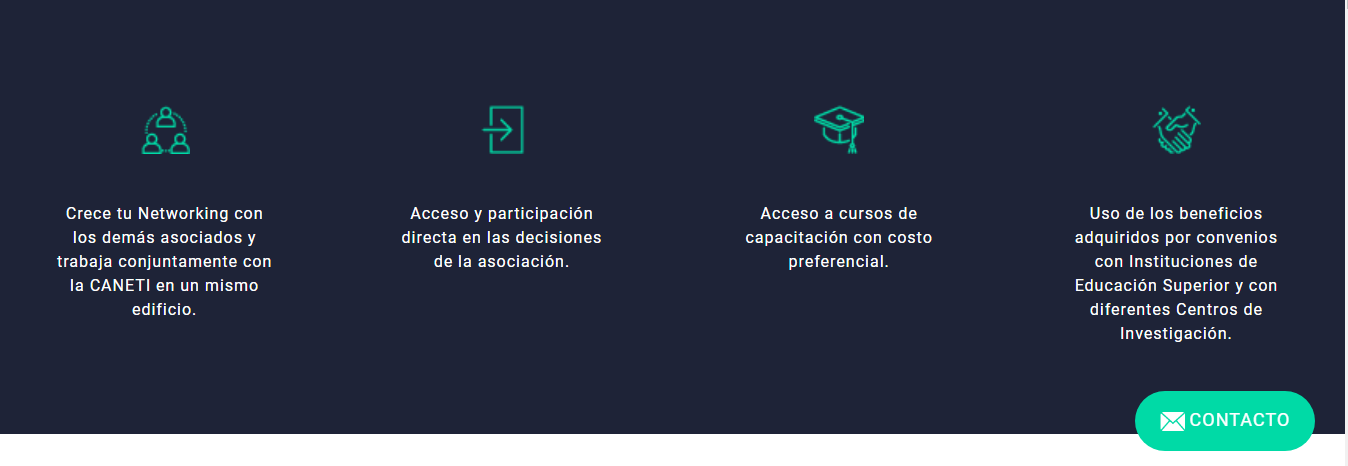 Crece tu Networking con
los demás asociados y
trabaja conjuntamente con
la CANETI en un mismo
edificio.
Acceso y participación
directa en las decisiones
de la asociación.
Acceso a cursos de
capacitación con costo
preferencial.
Uso de los beneficios
adquiridos por convenios
con Instituciones de
Educación Superior y con
diferentes Centros de
Investigación.
CONTACTO